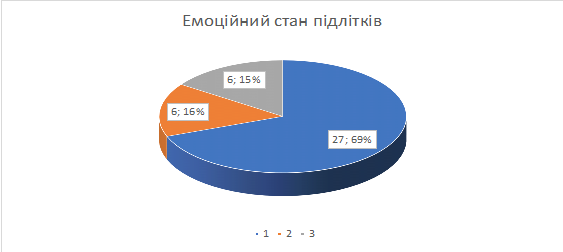 Емоційний стан підлітків
6; 15%
6; 16%
27; 69%
1 2 3